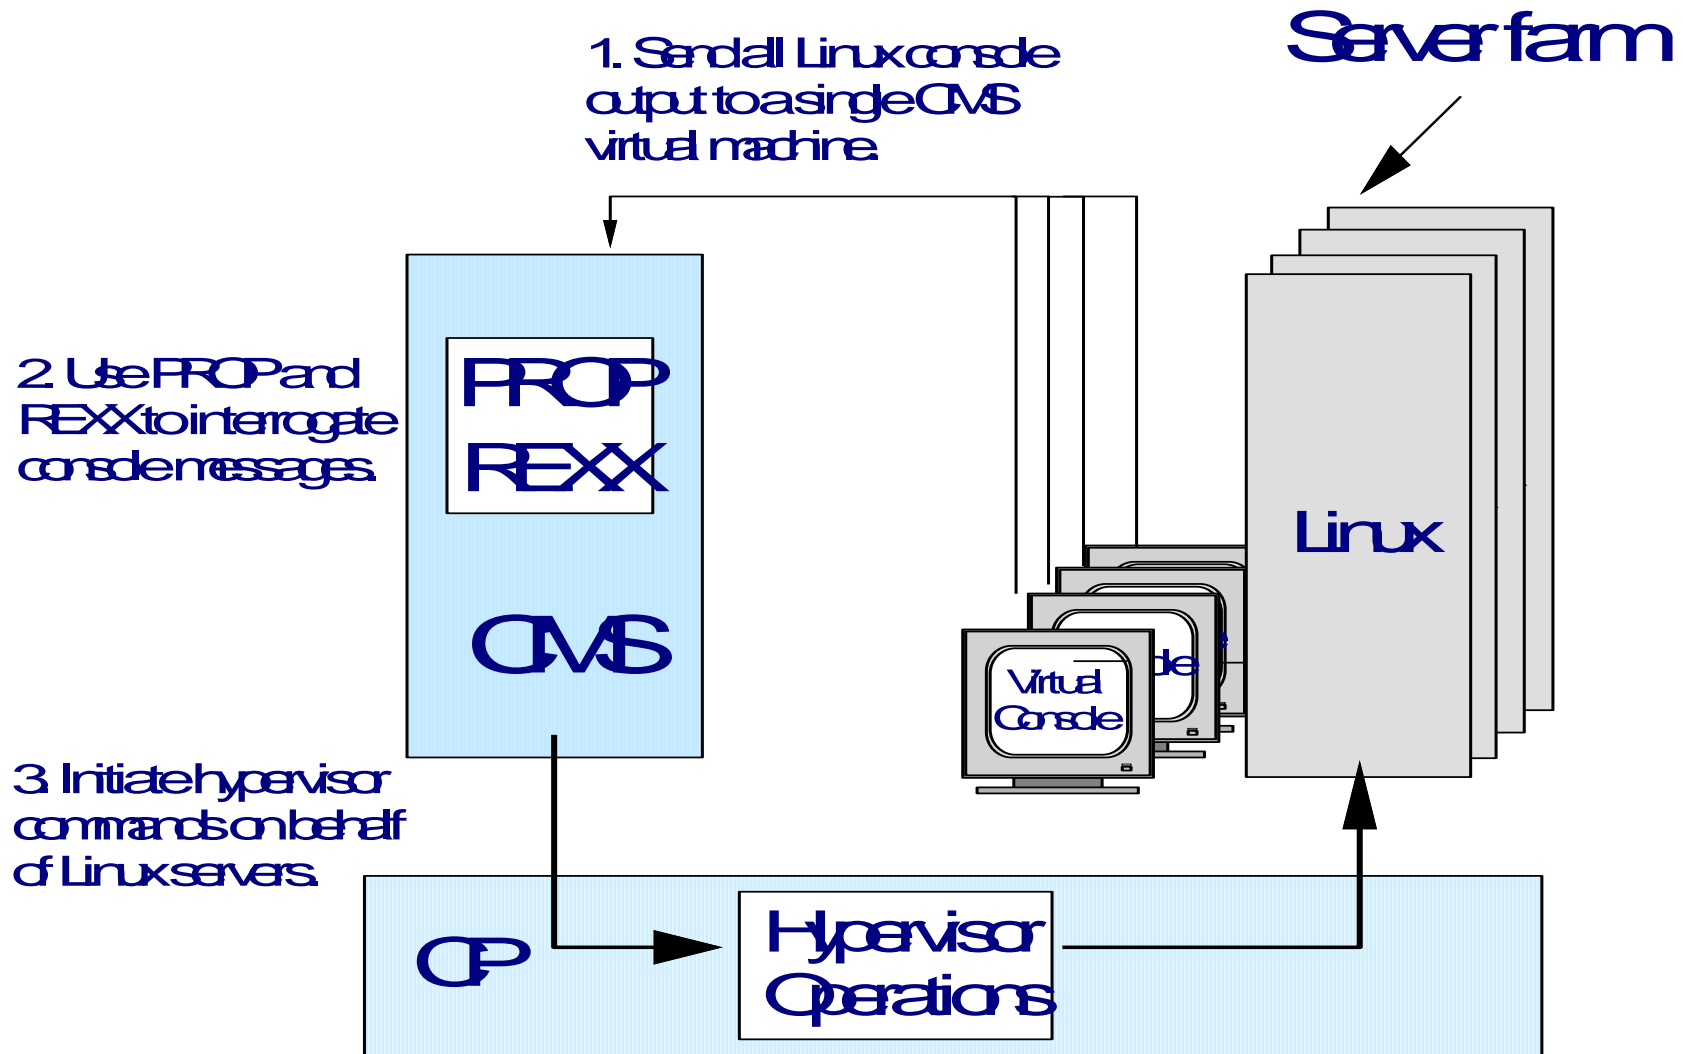 Server farm
1. Send all Linux console
output to a single CMS
virtual machine.
2. Use PROP and
REXX to interrogate
console messages.
PROP
REXX
CMS
Linux
Virtual
Console
3. Initiate hypervisor
commands on behalf
of Linux servers.
CP
Hypervisor
Operations